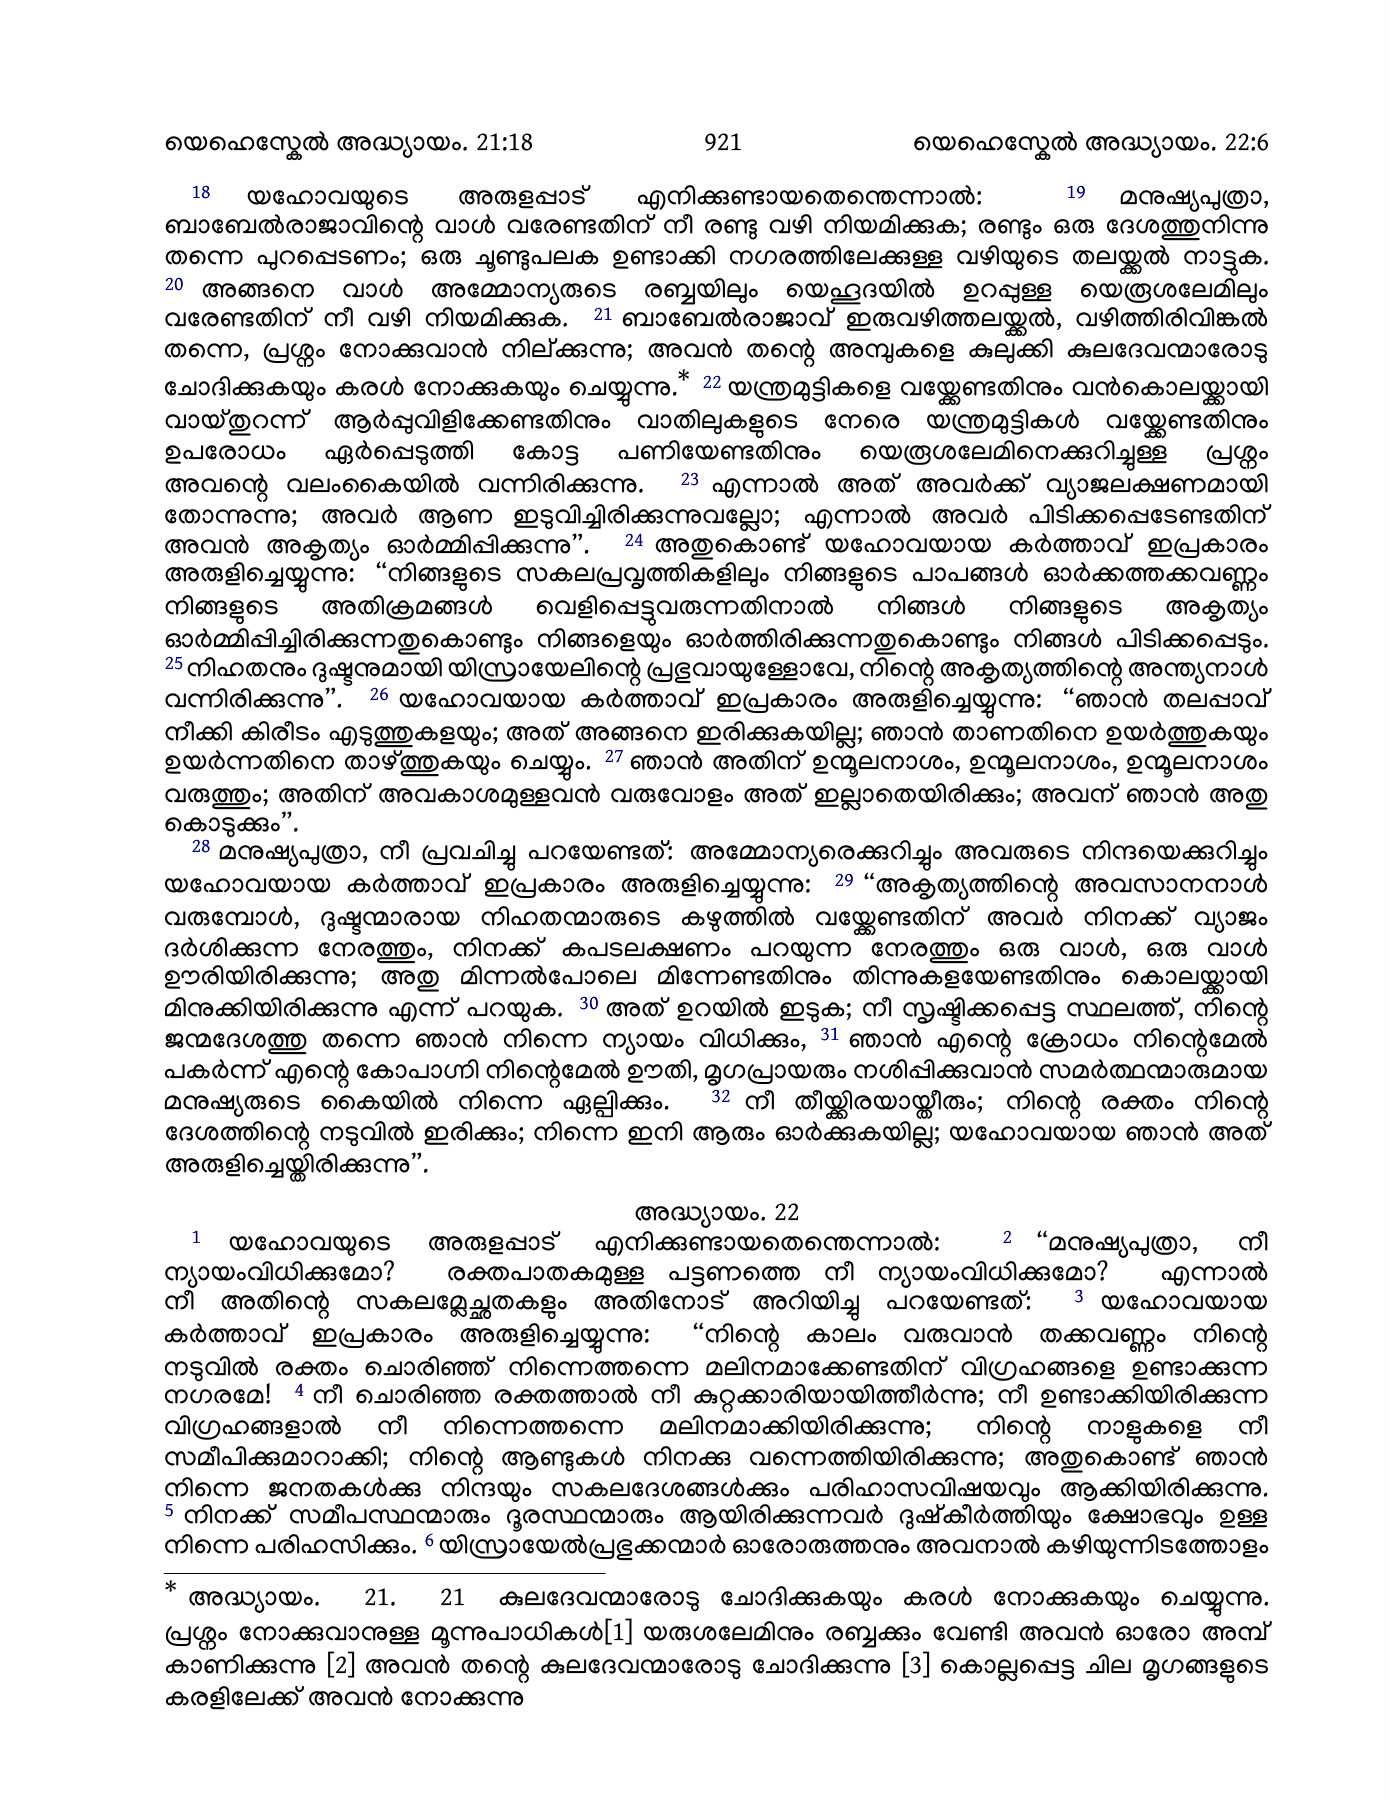 യെഹെസ്കേൽ അദ്ധ്യായം. 21:18 921 യെഹെസ്കേൽ അദ്ധ്യായം. 22:6
18 യഹോവയുടെ അരുളപ്പാട് എനിക്കുണ്ടായതെന്തെന്നാൽ: 19 മനുഷ്യപുത്രാ,
ബാബേൽരാജാവിന്റെ വാൾ വരേണ്ടതിന് നീ രണ്ടു വഴി നിയമിക്കുക; രണ്ടും ഒരു ദേശത്തുനിന്നു
തന്നെ പുറപ്പെടണം; ഒരു ചൂണ്ടുപലക ഉണ്ടാക്കി നഗരത്തിലേക്കുള്ള വഴിയുടെ തലയ്ക്കൽ നാട്ടുക.
20 അങ്ങനെ വാൾ അമ്മോന്യരുടെ രബ്ബയിലും യെഹൂദയിൽ ഉറപ്പുള്ള യെരൂശലേമിലും
വരേണ്ടതിന് നീ വഴി നിയമിക്കുക. 21 ബാബേൽരാജാവ് ഇരുവഴിത്തലയ്ക്കൽ, വഴിത്തിരിവിങ്കൽ
തന്നെ, പ്രശ്നം നോക്കുവാൻ നില്ക്കുന്നു; അവൻ തന്റെ അമ്പുകളെ കുലുക്കി കുലദേവന്മാരോടു
ചോദിക്കുകയും കരൾ നോക്കുകയും ചെയ്യുന്നു.* 22 യന്ത്രമുട്ടികളെ വയ്ക്കേണ്ടതിനും വൻകൊലയ്ക്കായി
വായ്തുറന്ന് ആർപ്പുവിളിക്കേണ്ടതിനും വാതിലുകളുടെ നേരെ യന്ത്രമുട്ടികൾ വയ്ക്കേണ്ടതിനും
ഉപരോധം ഏർപ്പെടുത്തി കോട്ട പണിയേണ്ടതിനും യെരൂശലേമിനെക്കുറിച്ചുള്ള പ്രശ്നം
അവന്റെ വലംകൈയിൽ വന്നിരിക്കുന്നു. 23 എന്നാൽ അത് അവർക്ക് വ്യാജലക്ഷണമായി
തോന്നുന്നു; അവർ ആണ ഇടുവിച്ചിരിക്കുന്നുവല്ലോ; എന്നാൽ അവർ പിടിക്കപ്പെടേണ്ടതിന്
അവൻ അകൃത്യം ഓർമ്മിപ്പിക്കുന്നു”. 24 അതുകൊണ്ട് യഹോവയായ കർത്താവ് ഇപ്രകാരം
അരുളിച്ചെയ്യുന്നു: “നിങ്ങളുടെ സകലപ്രവൃത്തികളിലും നിങ്ങളുടെ പാപങ്ങൾ ഓർക്കത്തക്കവണ്ണം
നിങ്ങളുടെ അതിക്രമങ്ങൾ വെളിപ്പെട്ടുവരുന്നതിനാൽ നിങ്ങൾ നിങ്ങളുടെ അകൃത്യം
ഓർമ്മിപ്പിച്ചിരിക്കുന്നതുകൊണ്ടും നിങ്ങളെയും ഓർത്തിരിക്കുന്നതുകൊണ്ടും നിങ്ങൾ പിടിക്കപ്പെടും.
25 നിഹതനും ദുഷ്ടനുമായി യിസ്രായേലിന്റെ പ്രഭുവായുള്ളോവേ, നിന്റെ അകൃത്യത്തിന്റെ അന്ത്യനാൾ
വന്നിരിക്കുന്നു”. 26 യഹോവയായ കർത്താവ് ഇപ്രകാരം അരുളിച്ചെയ്യുന്നു: “ഞാൻ തലപ്പാവ്
നീക്കി കിരീടം എടുത്തുകളയും; അത് അങ്ങനെ ഇരിക്കുകയില്ല; ഞാൻ താണതിനെ ഉയർത്തുകയും
ഉയർന്നതിനെ താഴ്ത്തുകയും ചെയ്യും. 27 ഞാൻ അതിന് ഉന്മൂലനാശം, ഉന്മൂലനാശം, ഉന്മൂലനാശം
വരുത്തും; അതിന് അവകാശമുള്ളവൻ വരുവോളം അത് ഇല്ലാതെയിരിക്കും; അവന് ഞാൻ അതു
കൊടുക്കും”.
28 മനുഷ്യപുത്രാ, നീ പ്രവചിച്ചു പറയേണ്ടത്: അമ്മോന്യരെക്കുറിച്ചും അവരുടെ നിന്ദയെക്കുറിച്ചും
യഹോവയായ കർത്താവ് ഇപ്രകാരം അരുളിച്ചെയ്യുന്നു: 29 “അകൃത്യത്തിന്റെ അവസാനനാൾ
വരുമ്പോൾ, ദുഷ്ടന്മാരായ നിഹതന്മാരുടെ കഴുത്തിൽ വയ്ക്കേണ്ടതിന് അവർ നിനക്ക് വ്യാജം
ദർശിക്കുന്ന നേരത്തും, നിനക്ക് കപടലക്ഷണം പറയുന്ന നേരത്തും ഒരു വാൾ, ഒരു വാൾ
ഊരിയിരിക്കുന്നു; അതു മിന്നൽപോലെ മിന്നേണ്ടതിനും തിന്നുകളയേണ്ടതിനും കൊലയ്ക്കായി
മിനുക്കിയിരിക്കുന്നു എന്ന് പറയുക. 30 അത് ഉറയിൽ ഇടുക; നീ സൃഷ്ടിക്കപ്പെട്ട സ്ഥലത്ത്, നിന്റെ
ജന്മദേശത്തു തന്നെ ഞാൻ നിന്നെ ന്യായം വിധിക്കും, 31 ഞാൻ എന്റെ ക്രോധം നിന്റെമേൽ
പകർന്ന് എന്റെ കോപാഗ്നി നിന്റെമേൽ ഊതി, മൃഗപ്രായരും നശിപ്പിക്കുവാൻ സമർത്ഥന്മാരുമായ
മനുഷ്യരുടെ കൈയിൽ നിന്നെ ഏല്പിക്കും. 32 നീ തീയ്ക്കിരയായ്തീരും; നിന്റെ രക്തം നിന്റെ
ദേശത്തിന്റെ നടുവിൽ ഇരിക്കും; നിന്നെ ഇനി ആരും ഓർക്കുകയില്ല; യഹോവയായ ഞാൻ അത്
അരുളിച്ചെയ്തിരിക്കുന്നു”.
അദ്ധ്യായം. 22
1 യഹോവയുടെ അരുളപ്പാട് എനിക്കുണ്ടായതെന്തെന്നാൽ: 2 “മനുഷ്യപുത്രാ, നീ
ന്യായംവിധിക്കുമോ? രക്തപാതകമുള്ള പട്ടണത്തെ നീ ന്യായംവിധിക്കുമോ? എന്നാൽ
നീ അതിന്റെ സകലമ്ലേച്ഛതകളും അതിനോട് അറിയിച്ചു പറയേണ്ടത്: 3 യഹോവയായ
കർത്താവ് ഇപ്രകാരം അരുളിച്ചെയ്യുന്നു: “നിന്റെ കാലം വരുവാൻ തക്കവണ്ണം നിന്റെ
നടുവിൽ രക്തം ചൊരിഞ്ഞ് നിന്നെത്തന്നെ മലിനമാക്കേണ്ടതിന് വിഗ്രഹങ്ങളെ ഉണ്ടാക്കുന്ന
നഗരമേ! 4 നീ ചൊരിഞ്ഞ രക്തത്താൽ നീ കുറ്റക്കാരിയായിത്തീർന്നു; നീ ഉണ്ടാക്കിയിരിക്കുന്ന
വിഗ്രഹങ്ങളാൽ നീ നിന്നെത്തന്നെ മലിനമാക്കിയിരിക്കുന്നു; നിന്റെ നാളുകളെ നീ
സമീപിക്കുമാറാക്കി; നിന്റെ ആണ്ടുകൾ നിനക്കു വന്നെത്തിയിരിക്കുന്നു; അതുകൊണ്ട് ഞാൻ
നിന്നെ ജനതകൾക്കു നിന്ദയും സകലദേശങ്ങൾക്കും പരിഹാസവിഷയവും ആക്കിയിരിക്കുന്നു.
5 നിനക്ക് സമീപസ്ഥന്മാരും ദൂരസ്ഥന്മാരും ആയിരിക്കുന്നവർ ദുഷ്കീർത്തിയും ക്ഷോഭവും ഉള്ള
നിന്നെ പരിഹസിക്കും. 6 യിസ്രായേൽപ്രഭുക്കന്മാർ ഓരോരുത്തനും അവനാൽ കഴിയുന്നിടത്തോളം
* അദ്ധ്യായം. 21. 21 കുലദേവന്മാരോടു ചോദിക്കുകയും കരൾ നോക്കുകയും ചെയ്യുന്നു.
പ്രശ്നം നോക്കുവാനുള്ള മൂന്നുപാധികൾ[1] യരുശലേമിനും രബ്ബക്കും വേണ്ടി അവൻ ഓരോ അമ്പ്
കാണിക്കുന്നു [2] അവൻ തന്റെ കുലദേവന്മാരോടു ചോദിക്കുന്നു [3] കൊല്ലപ്പെട്ട ചില മൃഗങ്ങളുടെ
കരളിലേക്ക് അവൻ നോക്കുന്നു